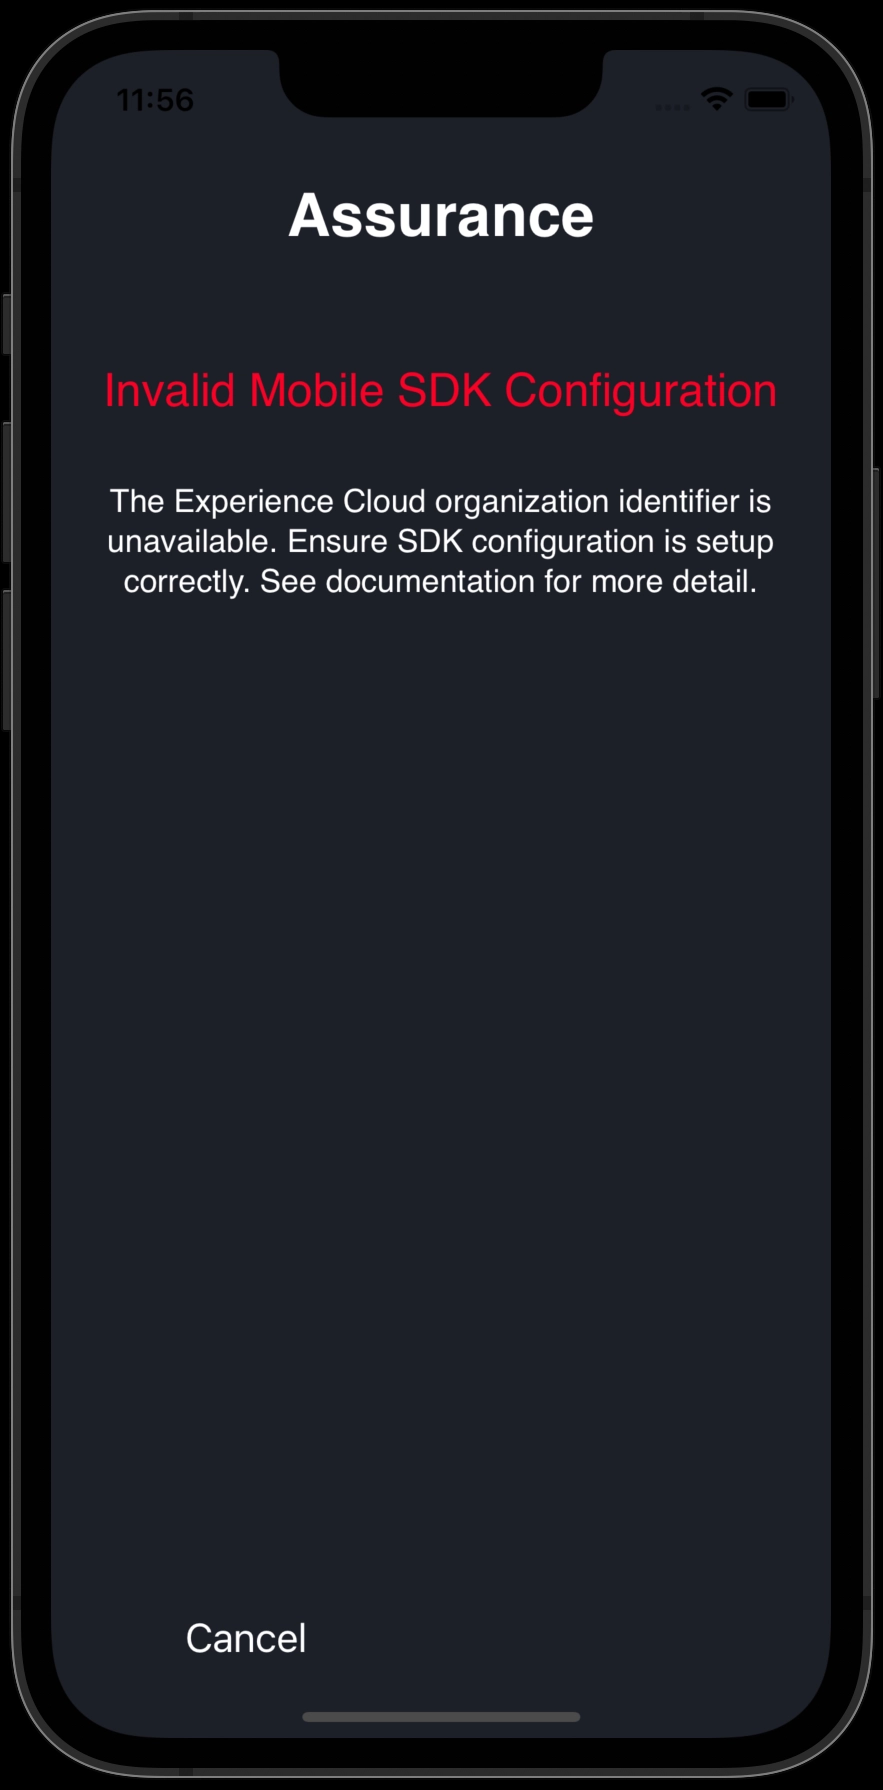 11:56
Assurance
Invalid Mobile SDK Configuration
The Experience Cloud organization identifier is
unavailable. Ensure SDK configuration is setup
correctly. See documentation for more detail.
Cancel